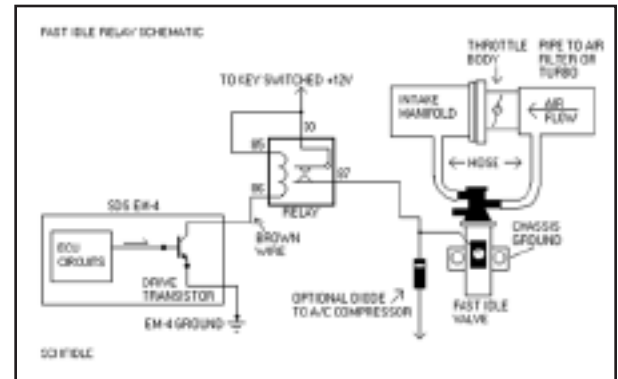 FAST IDLE RELAY SCHEMATIC
THROTTLE
BODY
PIPE TO AIR
FILTER OR
TURBO
TO KEY SWITCHED +12V
INTAKE
MANIFOLD
AIR
FLOW
30
85
87
86
HOSE
RELAY
SDS EM-4
BROWN
WIRE
CHASSIS
GROUND
ECU
CIRCUITS
DRIVE
TRANSISTOR
OPTIONAL DIODE
TO A/C COMPRESSOR
FAST IDLE
VALVE
EM-4 GROUND